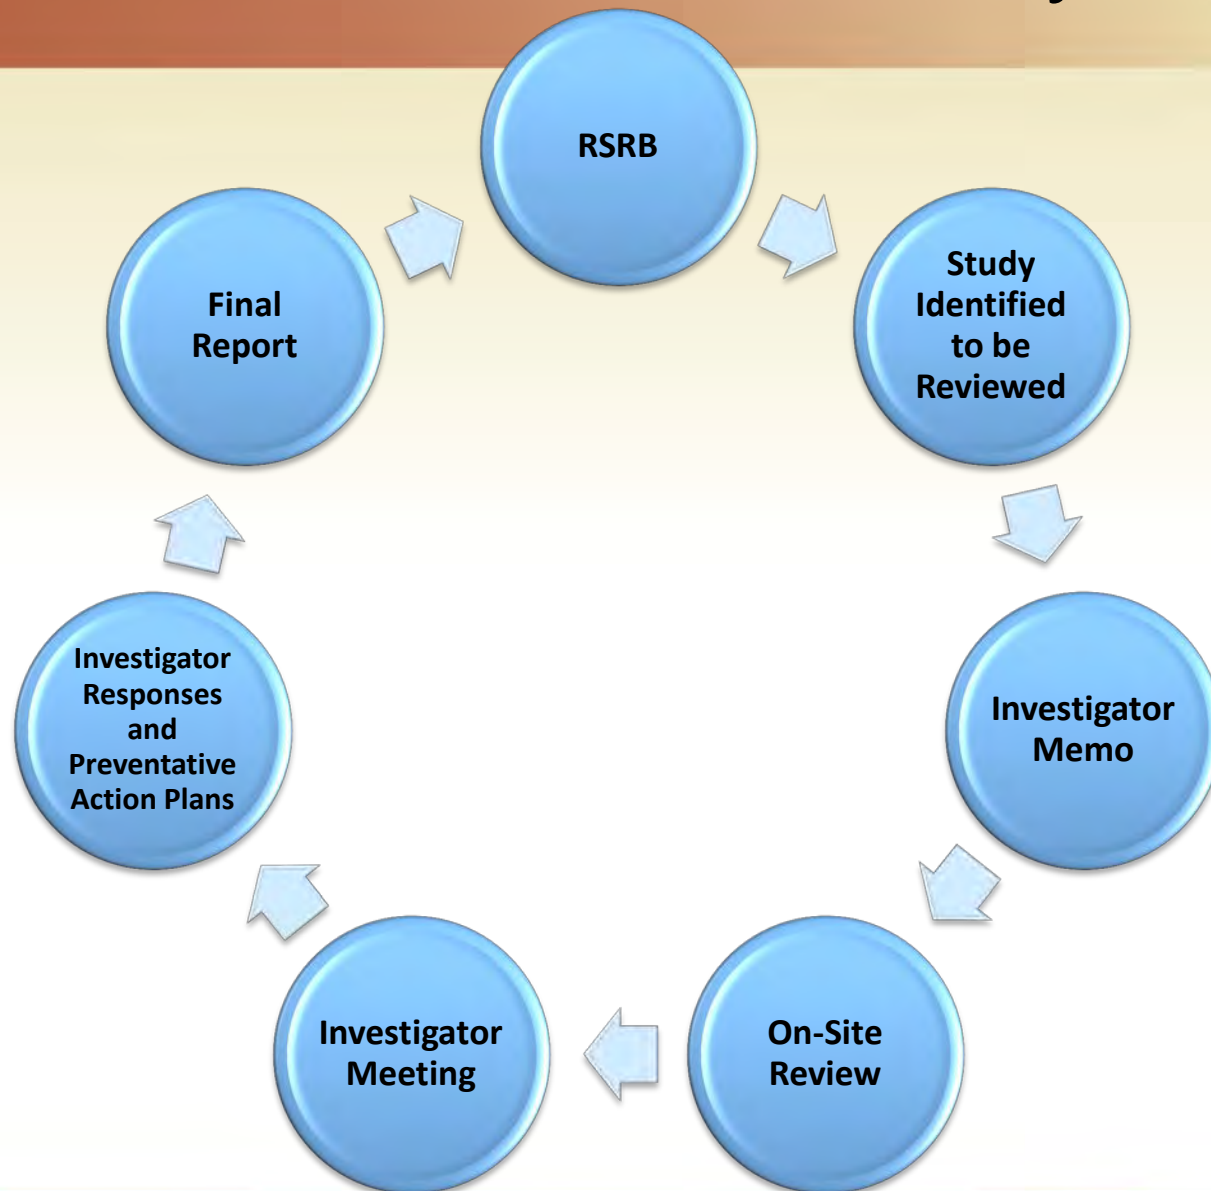 RSRB
Study
Identified
to be
Reviewed
Investigator
Memo
On-Site
Review
Investigator
Meeting
Investigator
Responses
and
Preventative
Action Plans
Final
Report